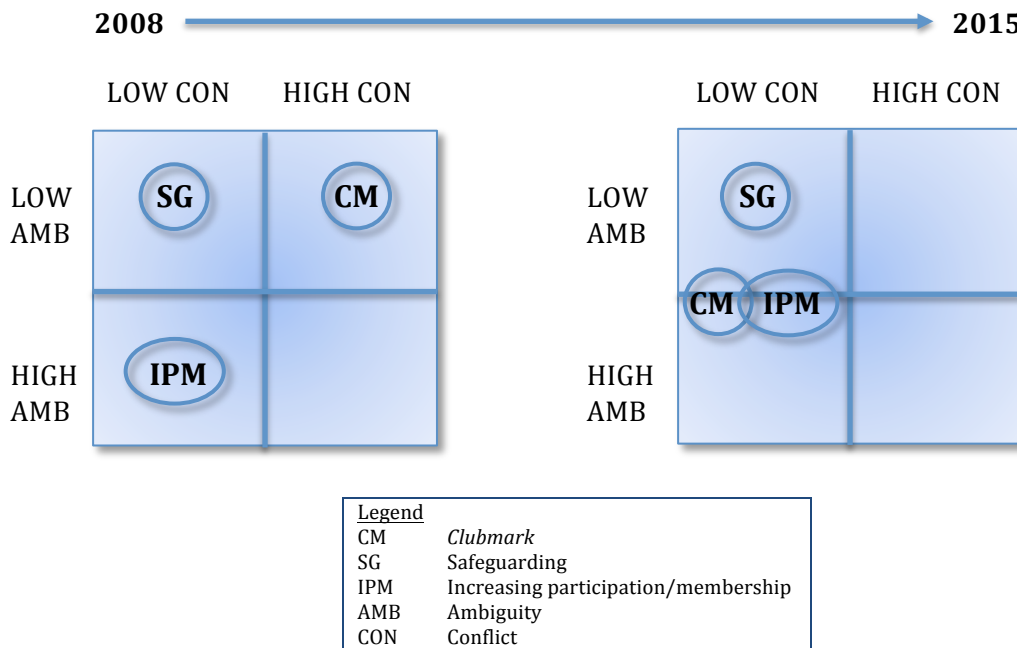 2008 2015
LOW CON HIGH CON LOW CON HIGH CON
LOW
AMB
SG CM
LOW
AMB
SG
CM IPM
HIGH
AMB
IPM
HIGH
AMB
Legend
CM Clubmark
SG Safeguarding
IPM Increasing participation/membership
AMB Ambiguity
CON Conflict